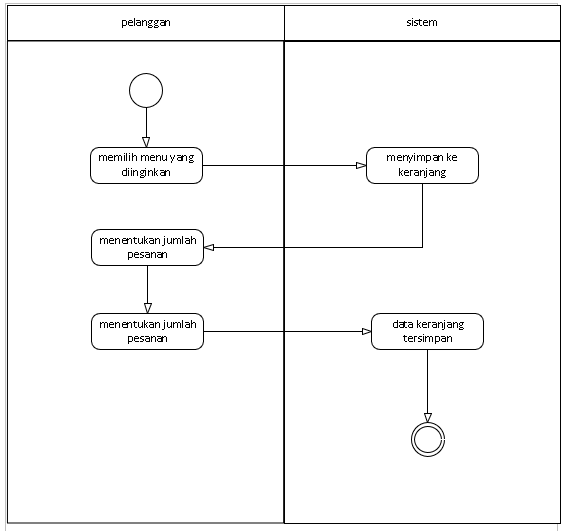 pelanggan
sistem
memilih menu yang
diinginkan
menyimpan ke
keranjang
menentukan jumlah
pesanan
menentukan jumlah
pesanan
data keranjang
tersimpan